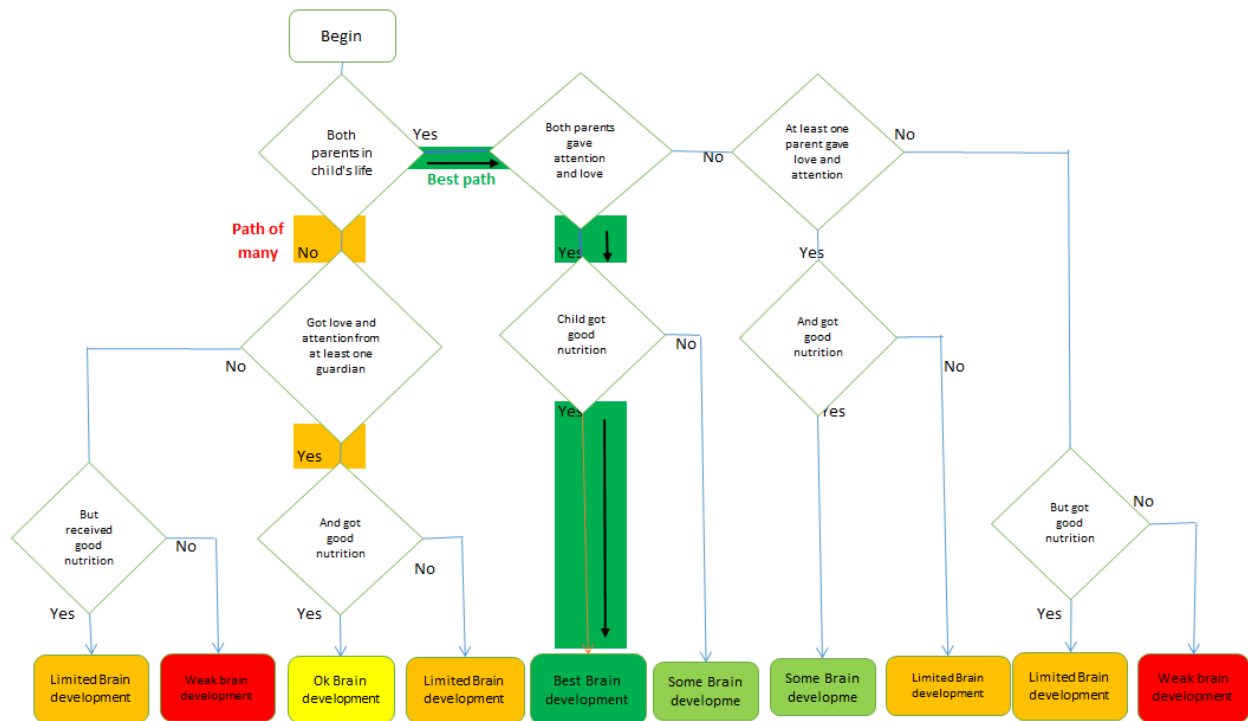 Begin
Both
parents in
child's life
Yes
Best path
Both parents
gave
attention
and love
No
At least one
parent gave
love and
attention
No
Path of
many
No
Yes
Yes
Got love and
attention from
at least one
guardian
No
Child got
good
nutrition
No
And got
good
nutrition
No
Yes
Yes
Yes
But
received
good
nutrition
No
And got
good
nutrition
No
But got
good
nutrition
No
Yes
Yes
Yes
Limited Brain
development
Weak brain
development
Ok Brain
development
Limited Brain
development
Best Brain
development
Some Brain
developme
Some Brain
developme
Limited Brain
development
Limited Brain
development
Weak brain
development